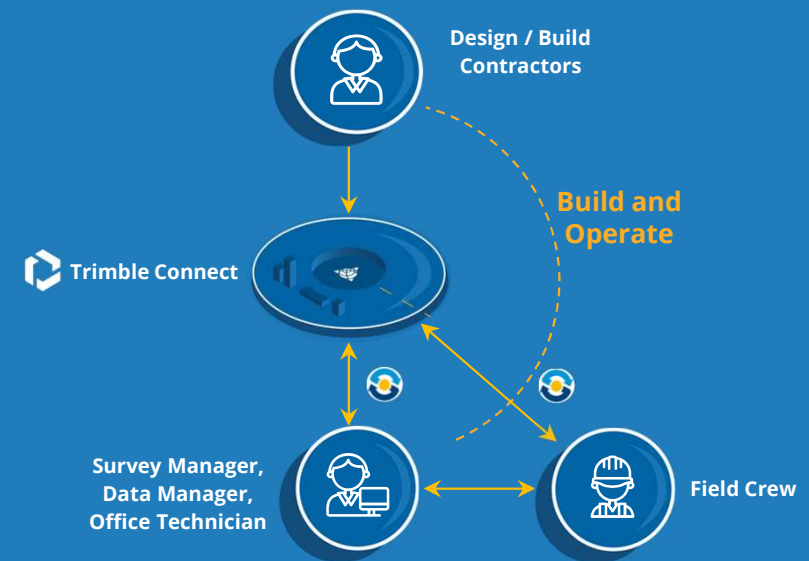 Design / Build
Contractors
Build and
Operate
Trimble Connect
Survey Manager,
Data Manager,
Office Technician
Field Crew